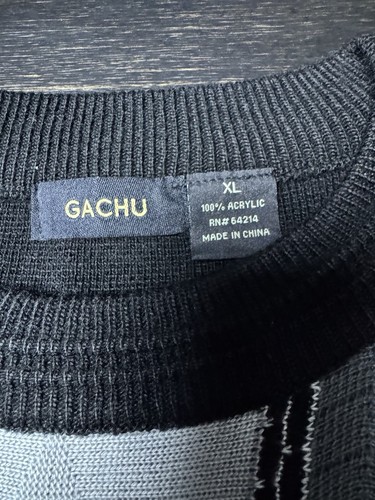 GACHU
XL
100% ACRYLIC
RN# 64214
MADE IN CHINA